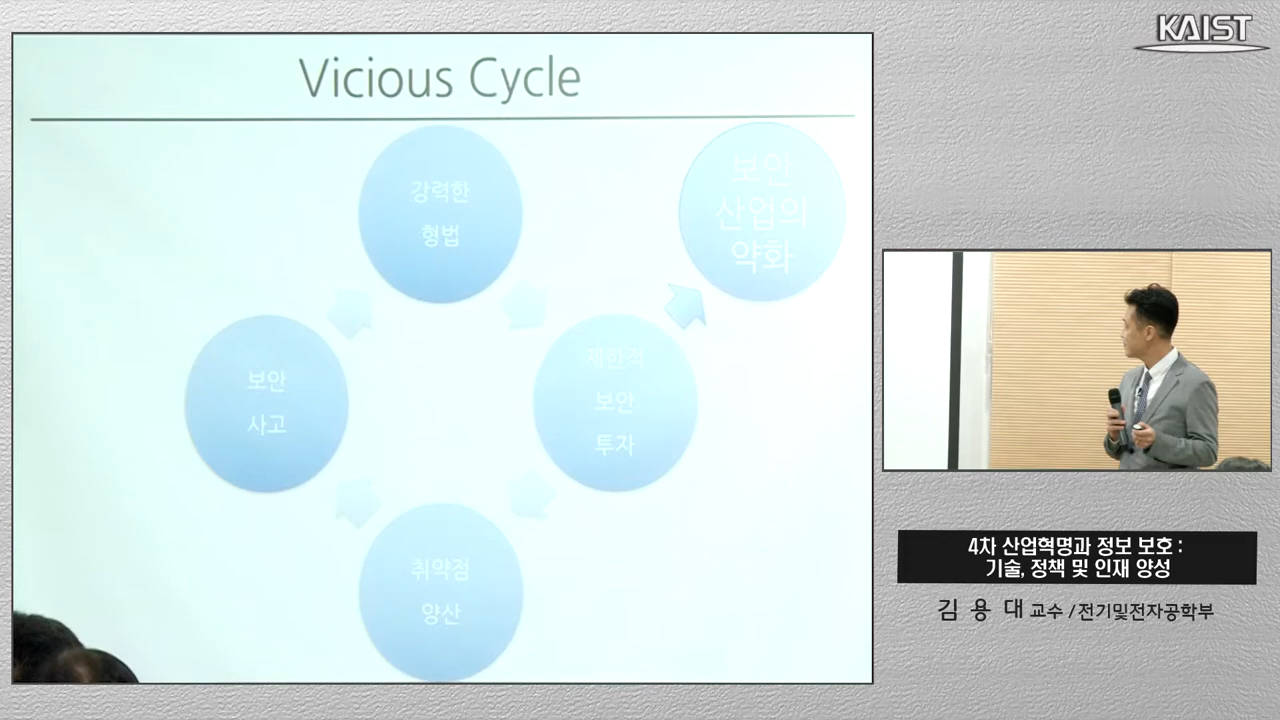 KAIST
Vicious Cycle
강력한
형법
보안
산업의
약화
보안
사고
제한적
보안
투자
취약점
양산
4차 산업혁명과 정보 보호 :
기술, 정책 및 인재 양성
김 용 대 교수 / 전기및전자공학부